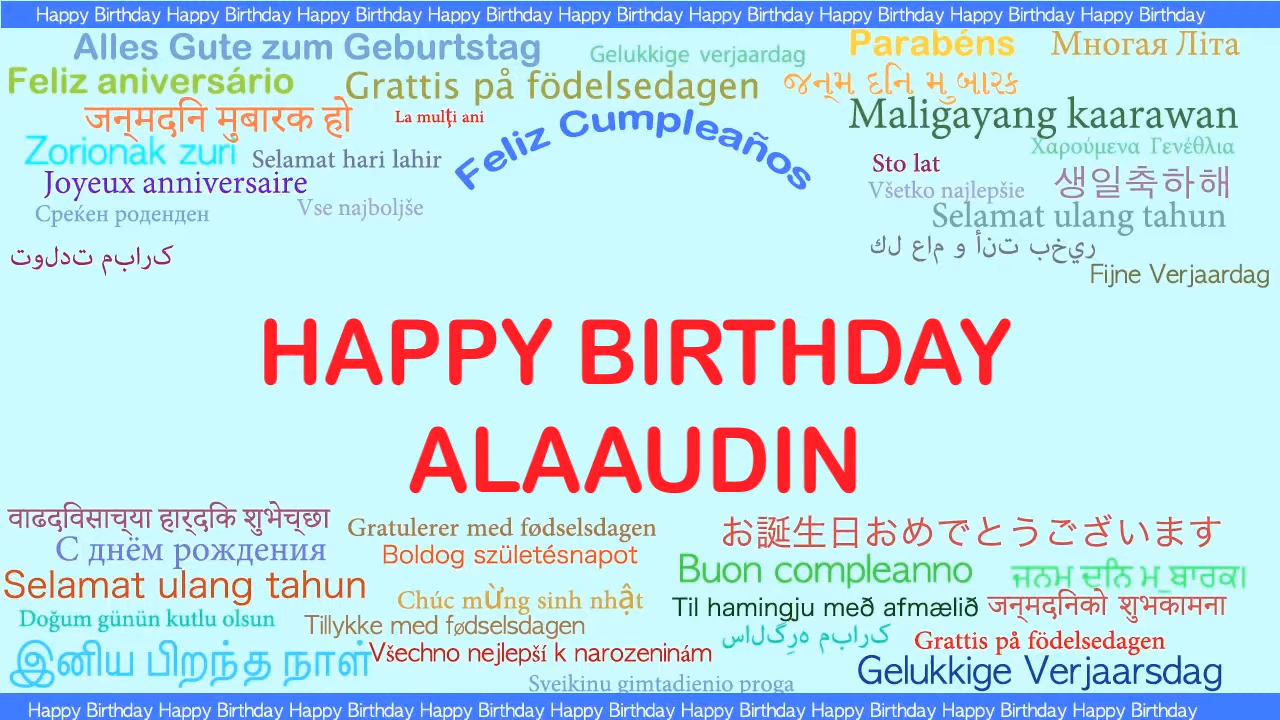 Happy Birthday Happy Birthday Happy Birthday Happy Birthday Happy Birthday Happy Birthday Happy Birthday Happy Birthday Happy Birthday
Alles Gute zum Geburtstag
Gelukkige verjaardag
Parabéns
Многая Літа
Feliz aniversário
Grattis på födelsedagen
જન્મ દનિ મુબારક
जन्मदनि मुबारक हो
La mulţi ani
Feliz Cumpleaños
Maligayang kaarawan
Zorionak zuri
Selamat hari lahir
Χαρούμενα Γενέθλια
Sto lat
Joyeux anniversaire
생일축하해
Všetko najlepšie
Среќен роденден
Vse najboljše
Selamat ulang tahun
تولدت مبارک
كل عام و أنت بخير
Fijne Verjaardag
HAPPY BIRTHDAY
ALAAUDIN
वाढदविसाच्या हार्दकि शुभेच्छा
Gratulerer med fødselsdagen
お誕生日おめでとうございます
С днём рождения
Boldog születésnapot
Buon compleanno
ਜਨਮ ਦਨਿ ਮੁਬਾਰਕ।
Selamat ulang tahun
Chúc mừng sinh nhật
Til hamingju með afmælið
जन्मदनिको शुभकामना
Doğum günün kutlu olsun
Tillykke med fødselsdagen
سالگرہ مبارک
Grattis på födelsedagen
இனிய பிறந்த நாள்
Všechno nejlepší k narozeninám
Gelukkige Verjaarsdag
Sveikinu gimtadienio proga
Happy Birthday Happy Birthday Happy Birthday Happy Birthday Happy Birthday Happy Birthday Happy Birthday Happy Birthday Happy Birthday